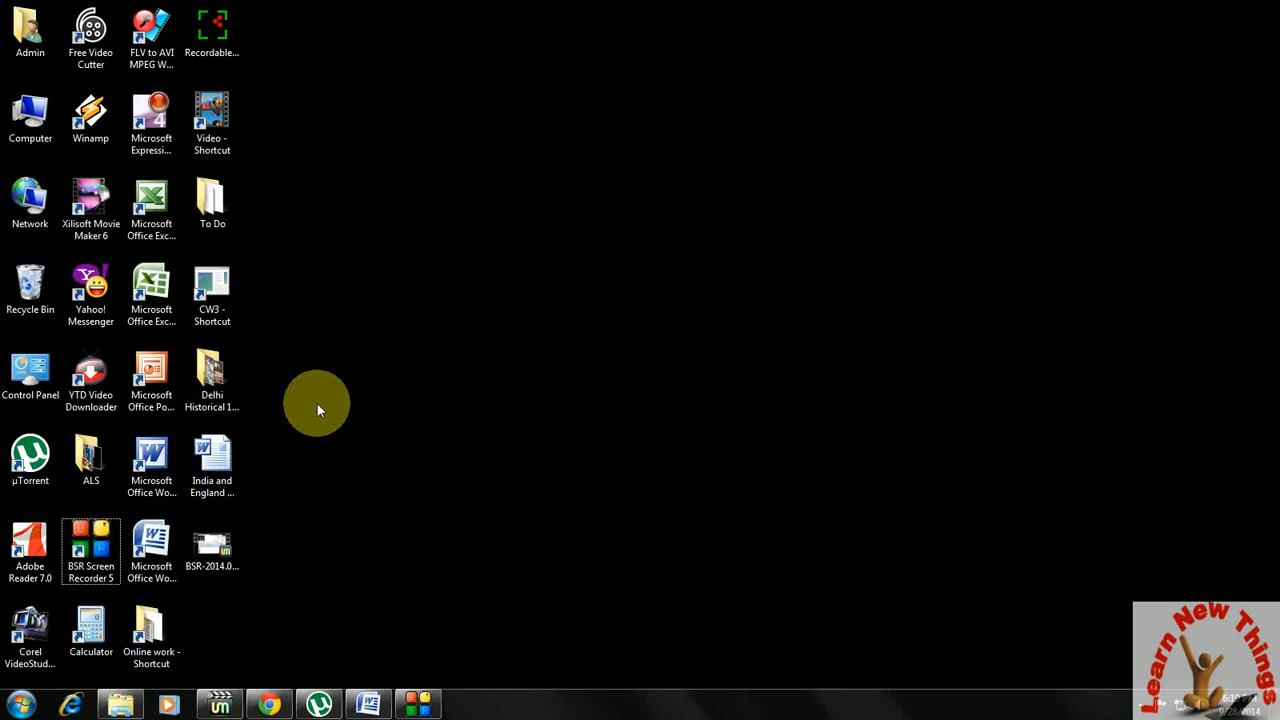 Admin
Free Video
Cutter
FLV to AVI
MPEG W...
Recordable...
Computer
Winamp
Microsoft
Expressi...
Video -
Shortcut
Network
Xilisoft Movie
Maker 6
Microsoft
Office Exc...
To Do
Recycle Bin
Yahoo!
Messenger
Microsoft
Office Exc...
CW3 -
Shortcut
Control Panel
YTD Video
Downloader
Microsoft
Office Po...
Delhi
Historical 1...
µTorrent
ALS
Microsoft
Office Wo...
India and
England ...
Adobe
Reader 7.0
BSR Screen
Recorder 5
Microsoft
Office Wo...
BSR-2014.0...
Corel
VideoStud...
Calculator
Online work -
Shortcut
Learn New Things
9/28/2014